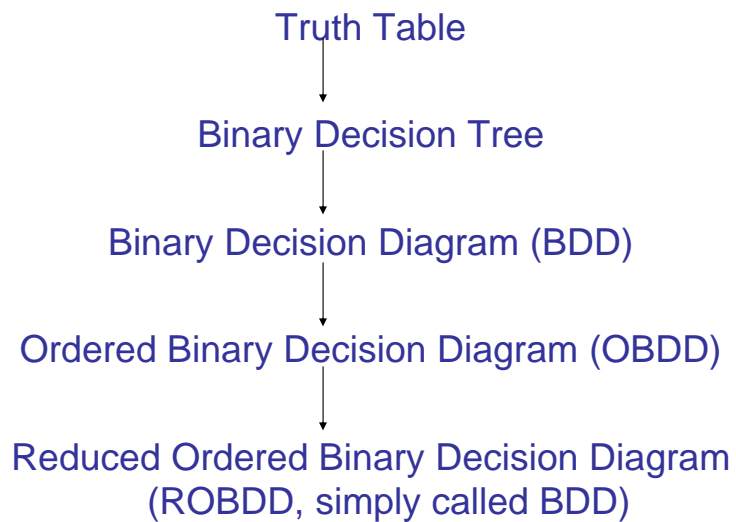 Truth Table
Binary Decision Tree
Binary Decision Diagram (BDD)
Ordered Binary Decision Diagram (OBDD)
Reduced Ordered Binary Decision Diagram
(ROBDD, simply called BDD)